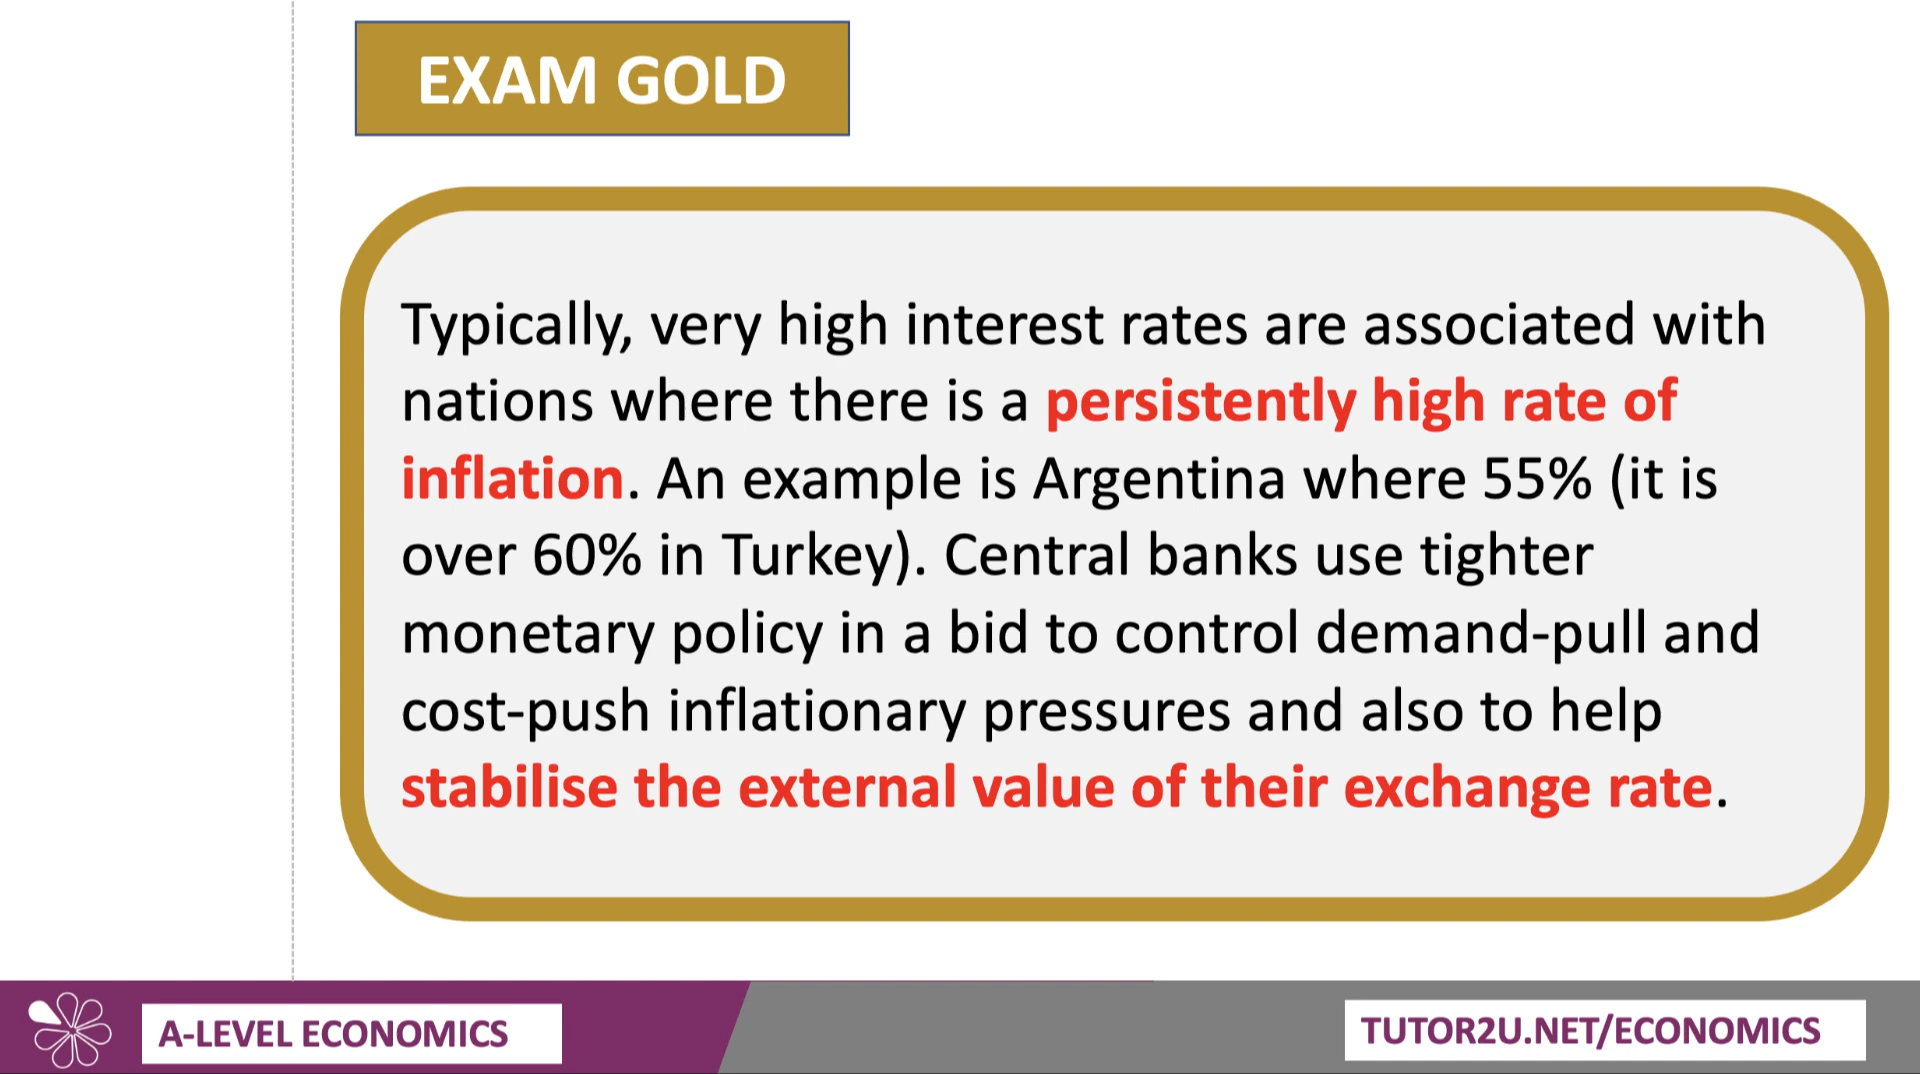 EXAM GOLD
Typically, very high interest rates are associated with
nations where there is a persistently high rate of
inflation. An example is Argentina where 55% (it is
over 60% in Turkey). Central banks use tighter
monetary policy in a bid to control demand-pull and
cost-push inflationary pressures and also to help
stabilise the external value of their exchange rate.
A-LEVEL ECONOMICS
TUTOR2U.NET/ECONOMICS